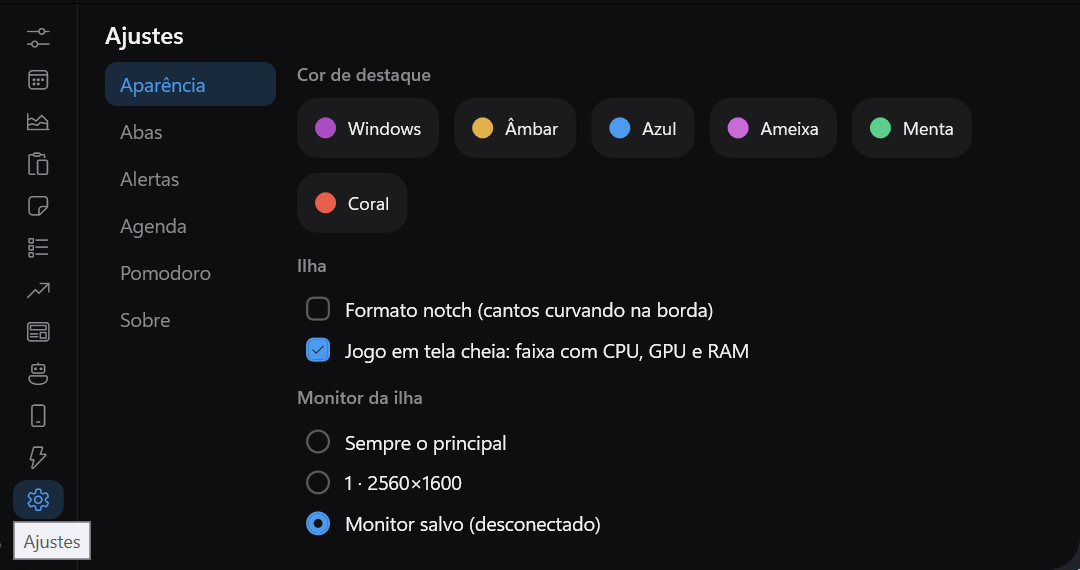 Ajustes
Aparência
Abas
Alertas
Agenda
Pomodoro
Sobre
Cor de destaque
Windows
Âmbar
Azul
Ameixa
Menta
Coral
Ilha
Formato notch (cantos curvando na borda)
Jogo em tela cheia: faixa com CPU, GPU e RAM
Monitor da ilha
Sempre o principal
1 · 2560×1600
Monitor salvo (desconectado)
Ajustes